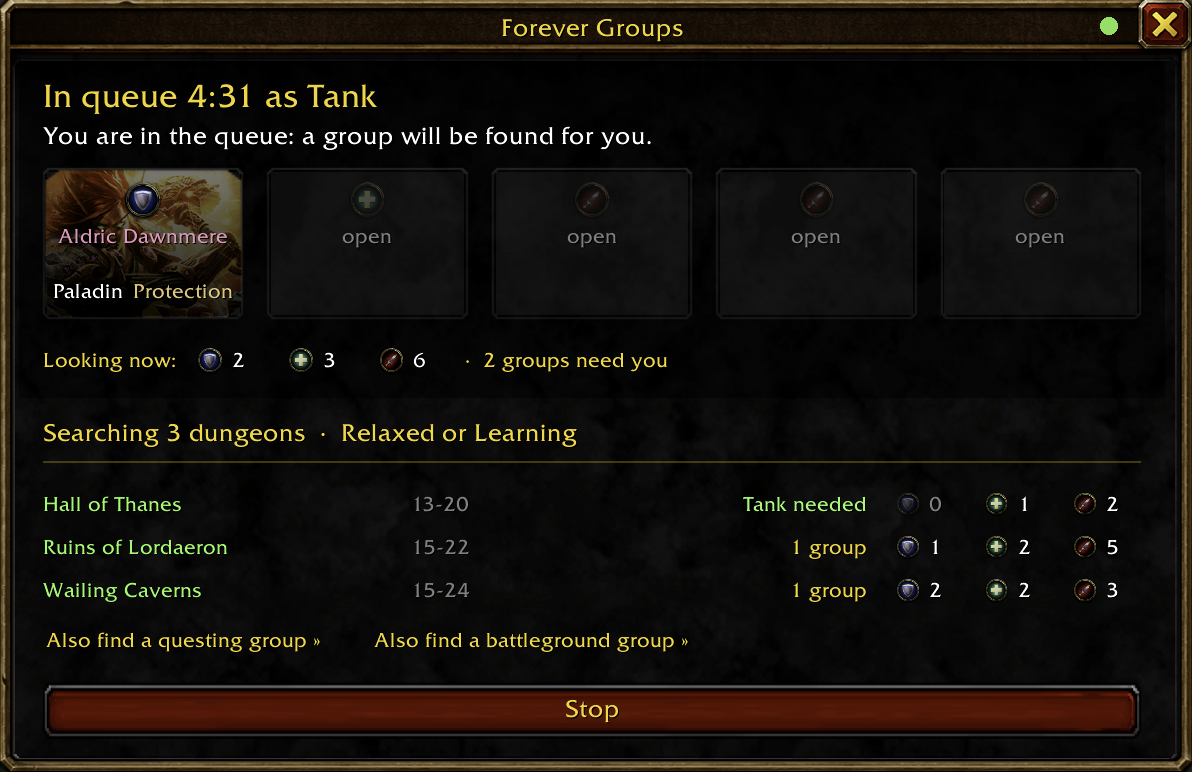 Forever Groups
In queue 4:31 as Tank
You are in the queue: a group will be found for you.
Aldric Dawnmere
Paladin Protection
open
open
open
open
Looking now: 2 3 6 · 2 groups need you
Searching 3 dungeons · Relaxed or Learning
Hall of Thanes 13-20 Tank needed 0 1 2
Ruins of Lordaeron 15-22 1 group 1 2 5
Wailing Caverns 15-24 1 group 2 2 3
Also find a questing group » Also find a battleground group »
Stop